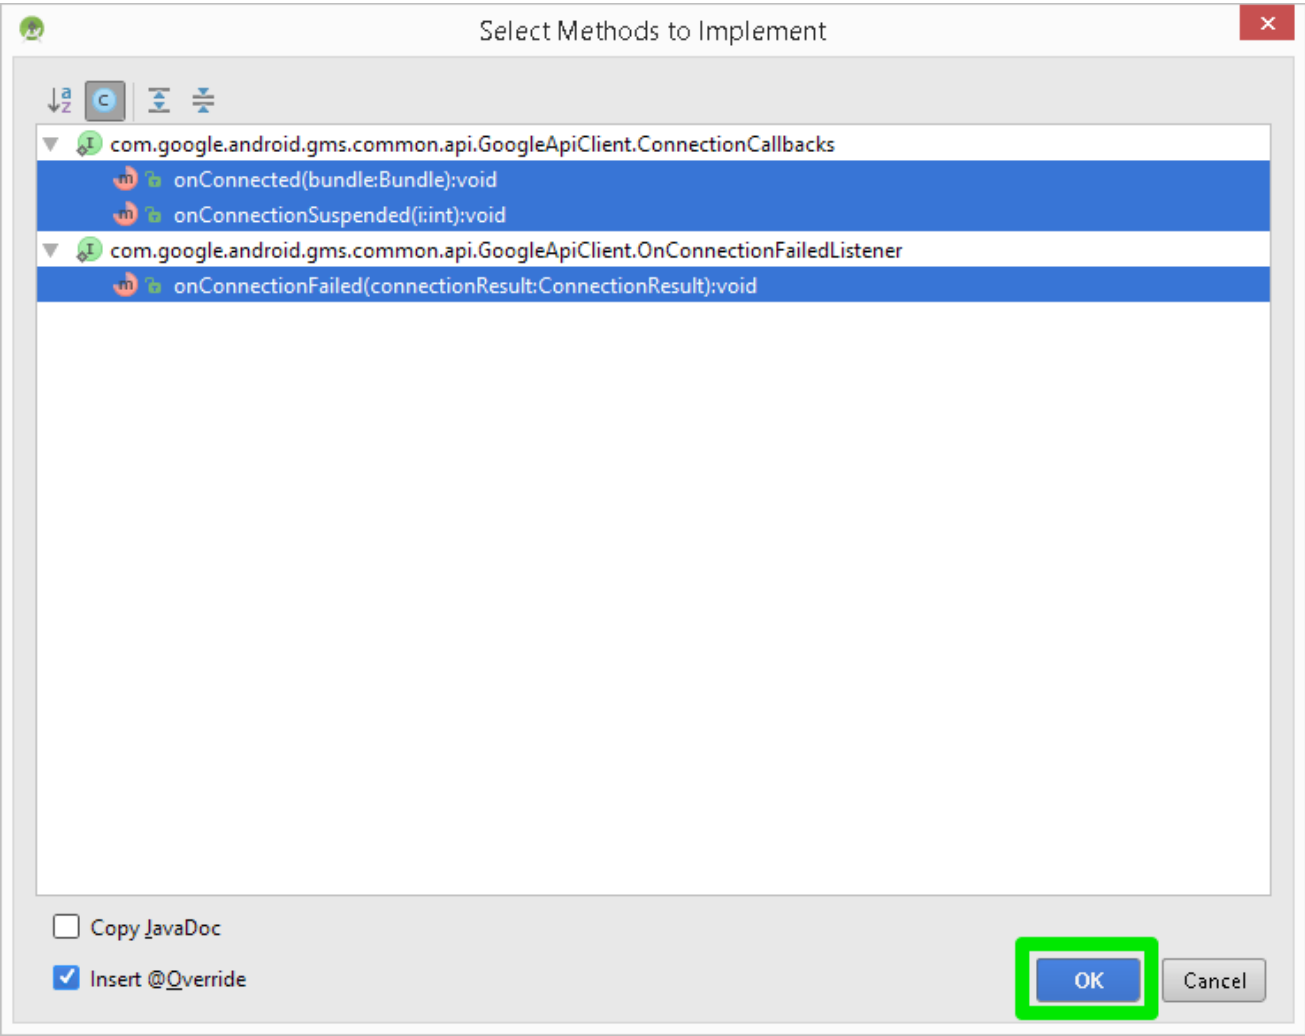 Select Methods to Implement
com.google.android.gms.common.api.GoogleApiClient.ConnectionCallbacks
onConnected(bundle:Bundle):void
onConnectionSuspended(i:int):void
com.google.android.gms.common.api.GoogleApiClient.OnConnectionFailedListener
onConnectionFailed(connectionResult:ConnectionResult):void
Copy JavaDoc
Insert @Override
OK Cancel